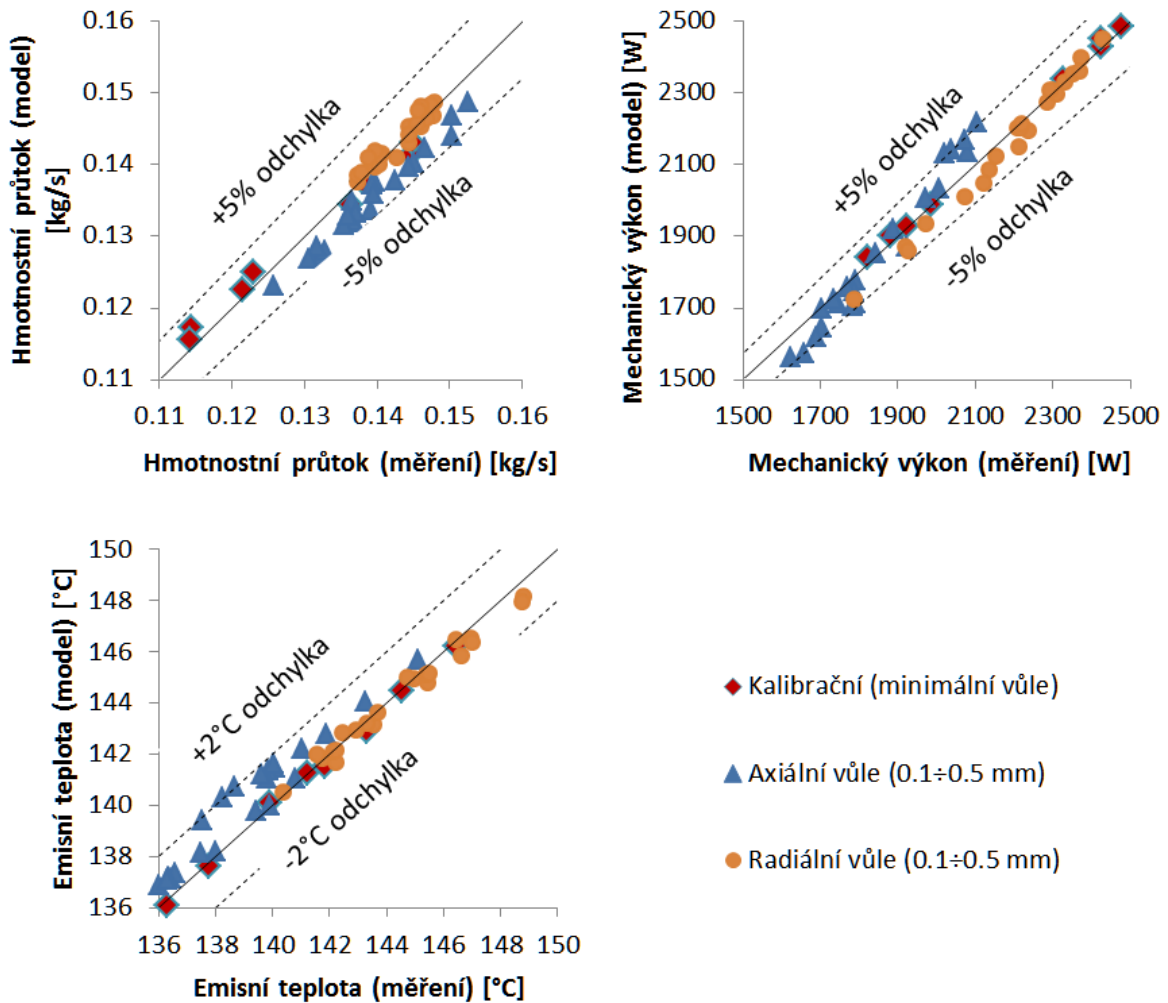 Hmotnostní průtok (model)
[kg/s]
0.16
0.15
0.14
0.13
0.12
0.11
+5% odchylka
-5% odchylka
0.11 0.12 0.13 0.14 0.15 0.16
Hmotnostní průtok (měření) [kg/s]
Mechanický výkon (model) [W]
2500
2300
2100
1900
1700
1500
+5% odchylka
-5% odchylka
1500 1700 1900 2100 2300 2500
Mechanický výkon (měření) [W]
Emisní teplota (model) [°C]
150
148
146
144
142
140
138
136
+2°C odchylka
-2°C odchylka
136 138 140 142 144 146 148 150
Emisní teplota (měření) [°C]
Kalibrační (minimální vůle)
Axiální vůle (0.1÷0.5 mm)
Radiální vůle (0.1÷0.5 mm)